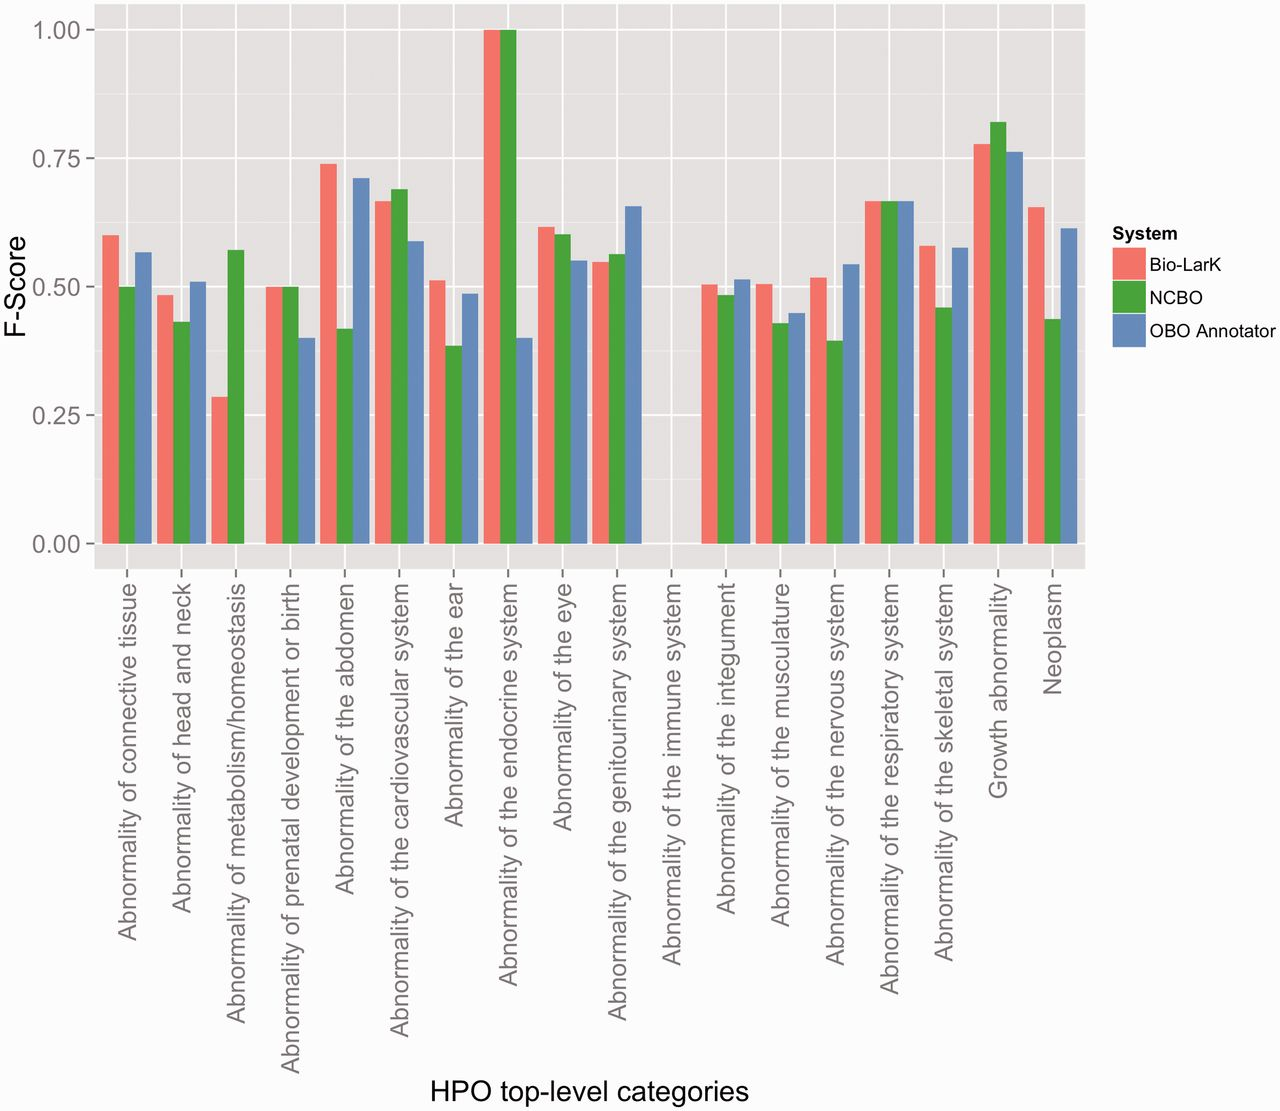 1.00
0.75
0.50
0.25
0.00
F-Score
System
Bio-LarK
NCBO
OBO Annotator
Abnormality of connective tissue
Abnormality of head and neck
Abnormality of metabolism/homeostasis
Abnormality of prenatal development or birth
Abnormality of the abdomen
Abnormality of the cardiovascular system
Abnormality of the ear
Abnormality of the endocrine system
Abnormality of the eye
Abnormality of the genitourinary system
Abnormality of the immune system
Abnormality of the integument
Abnormality of the musculature
Abnormality of the nervous system
Abnormality of the respiratory system
Abnormality of the skeletal system
Growth abnormality
Neoplasm
HPO top-level categories